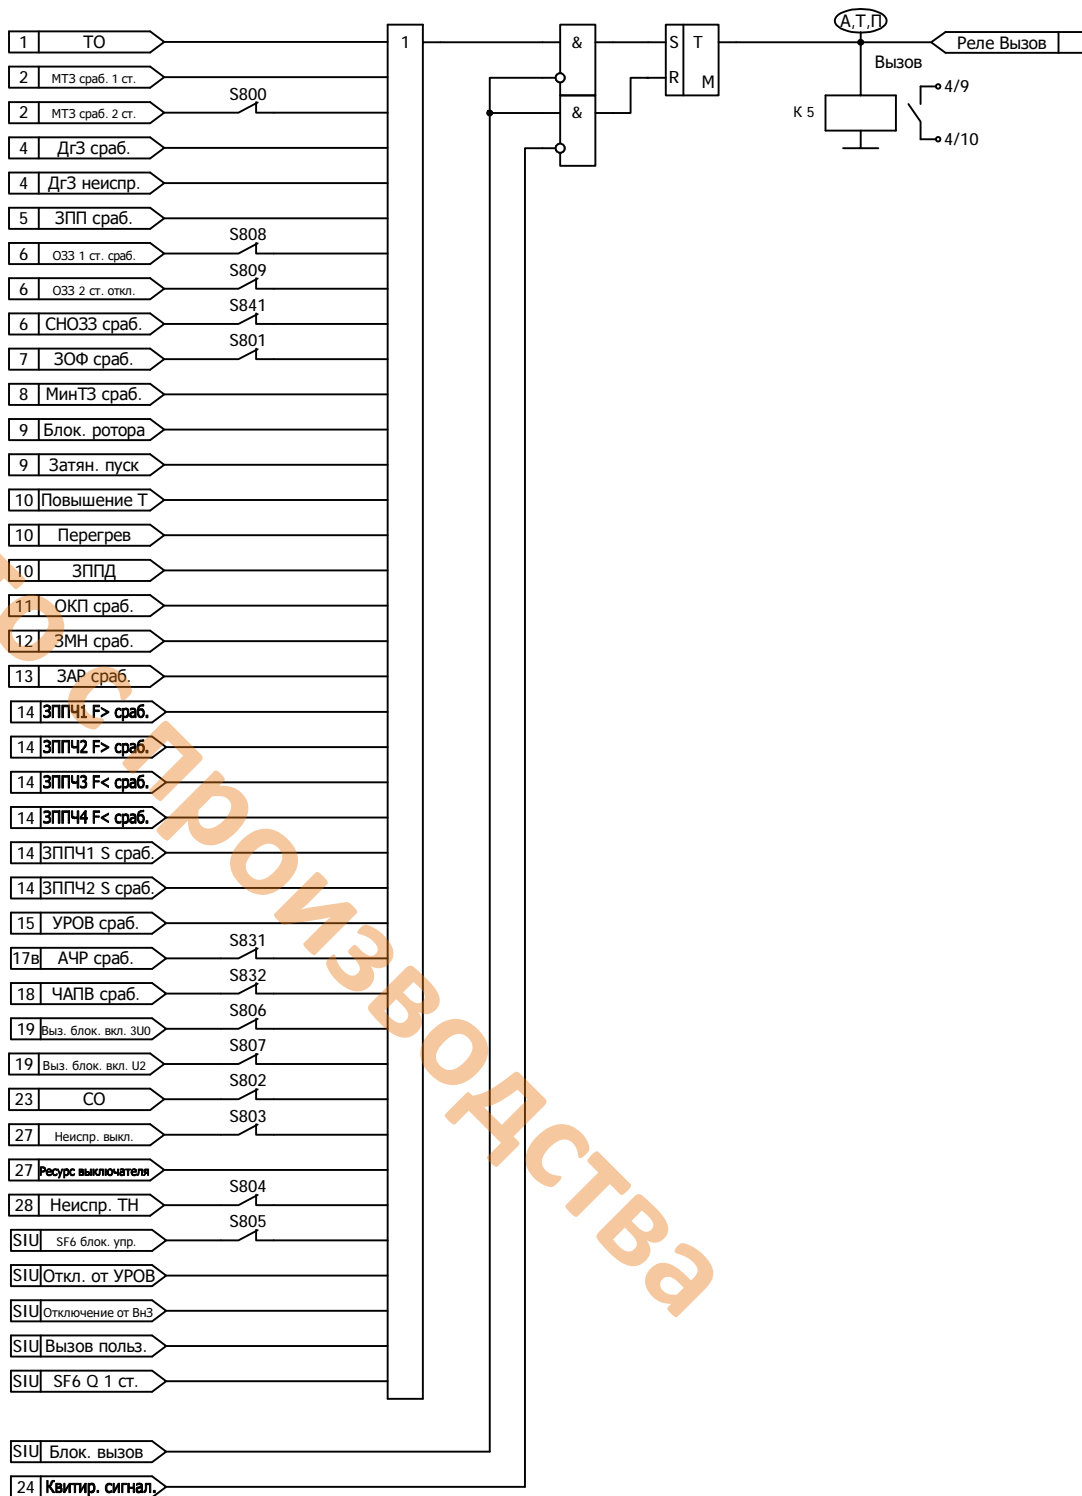 А,Т,П
1 ТО 1 & S T Реле Вызов
Вызов
2 МТЗ сраб. 1 ст. R M
S800 4/9
2 МТЗ сраб. 2 ст. & К 5
4/10
4 ДгЗ сраб.
4 ДгЗ неиспр.
5 ЗПП сраб.
S808
6 ОЗЗ 1 ст. сраб.
S809
6 ОЗЗ 2 ст. откл.
S841
6 СНОЗЗ сраб.
S801
7 ЗОФ сраб.
8 МинТЗ сраб.
9 Блок. ротора
9 Затян. пуск
10 Повышение Т
10 Перегрев
10 ЗППД
11 ОКП сраб.
12 ЗМН сраб.
13 ЗАР сраб.
14 ЗППЧ1 F> сраб.
14 ЗППЧ2 F> сраб.
14 ЗППЧ3 F< сраб.
14 ЗППЧ4 F< сраб.
14 ЗППЧ1 S сраб.
14 ЗППЧ2 S сраб.
15 УРОВ сраб.
S831
17в АЧР сраб.
S832
18 ЧАПВ сраб.
S806
19 Выз. блок. вкл. 3U0
S807
19 Выз. блок. вкл. U2
S802
23 СО
S803
27 Неиспр. выкл.
27 Ресурс выключателя
S804
28 Неиспр. ТН
S805
SIU SF6 блок. упр.
SIU Откл. от УРОВ
SIU Отключение от ВнЗ
SIU Вызов польз.
SIU SF6 Q 1 ст.
SIU Блок. вызов
24 Квитир. сигнал.
то с производства